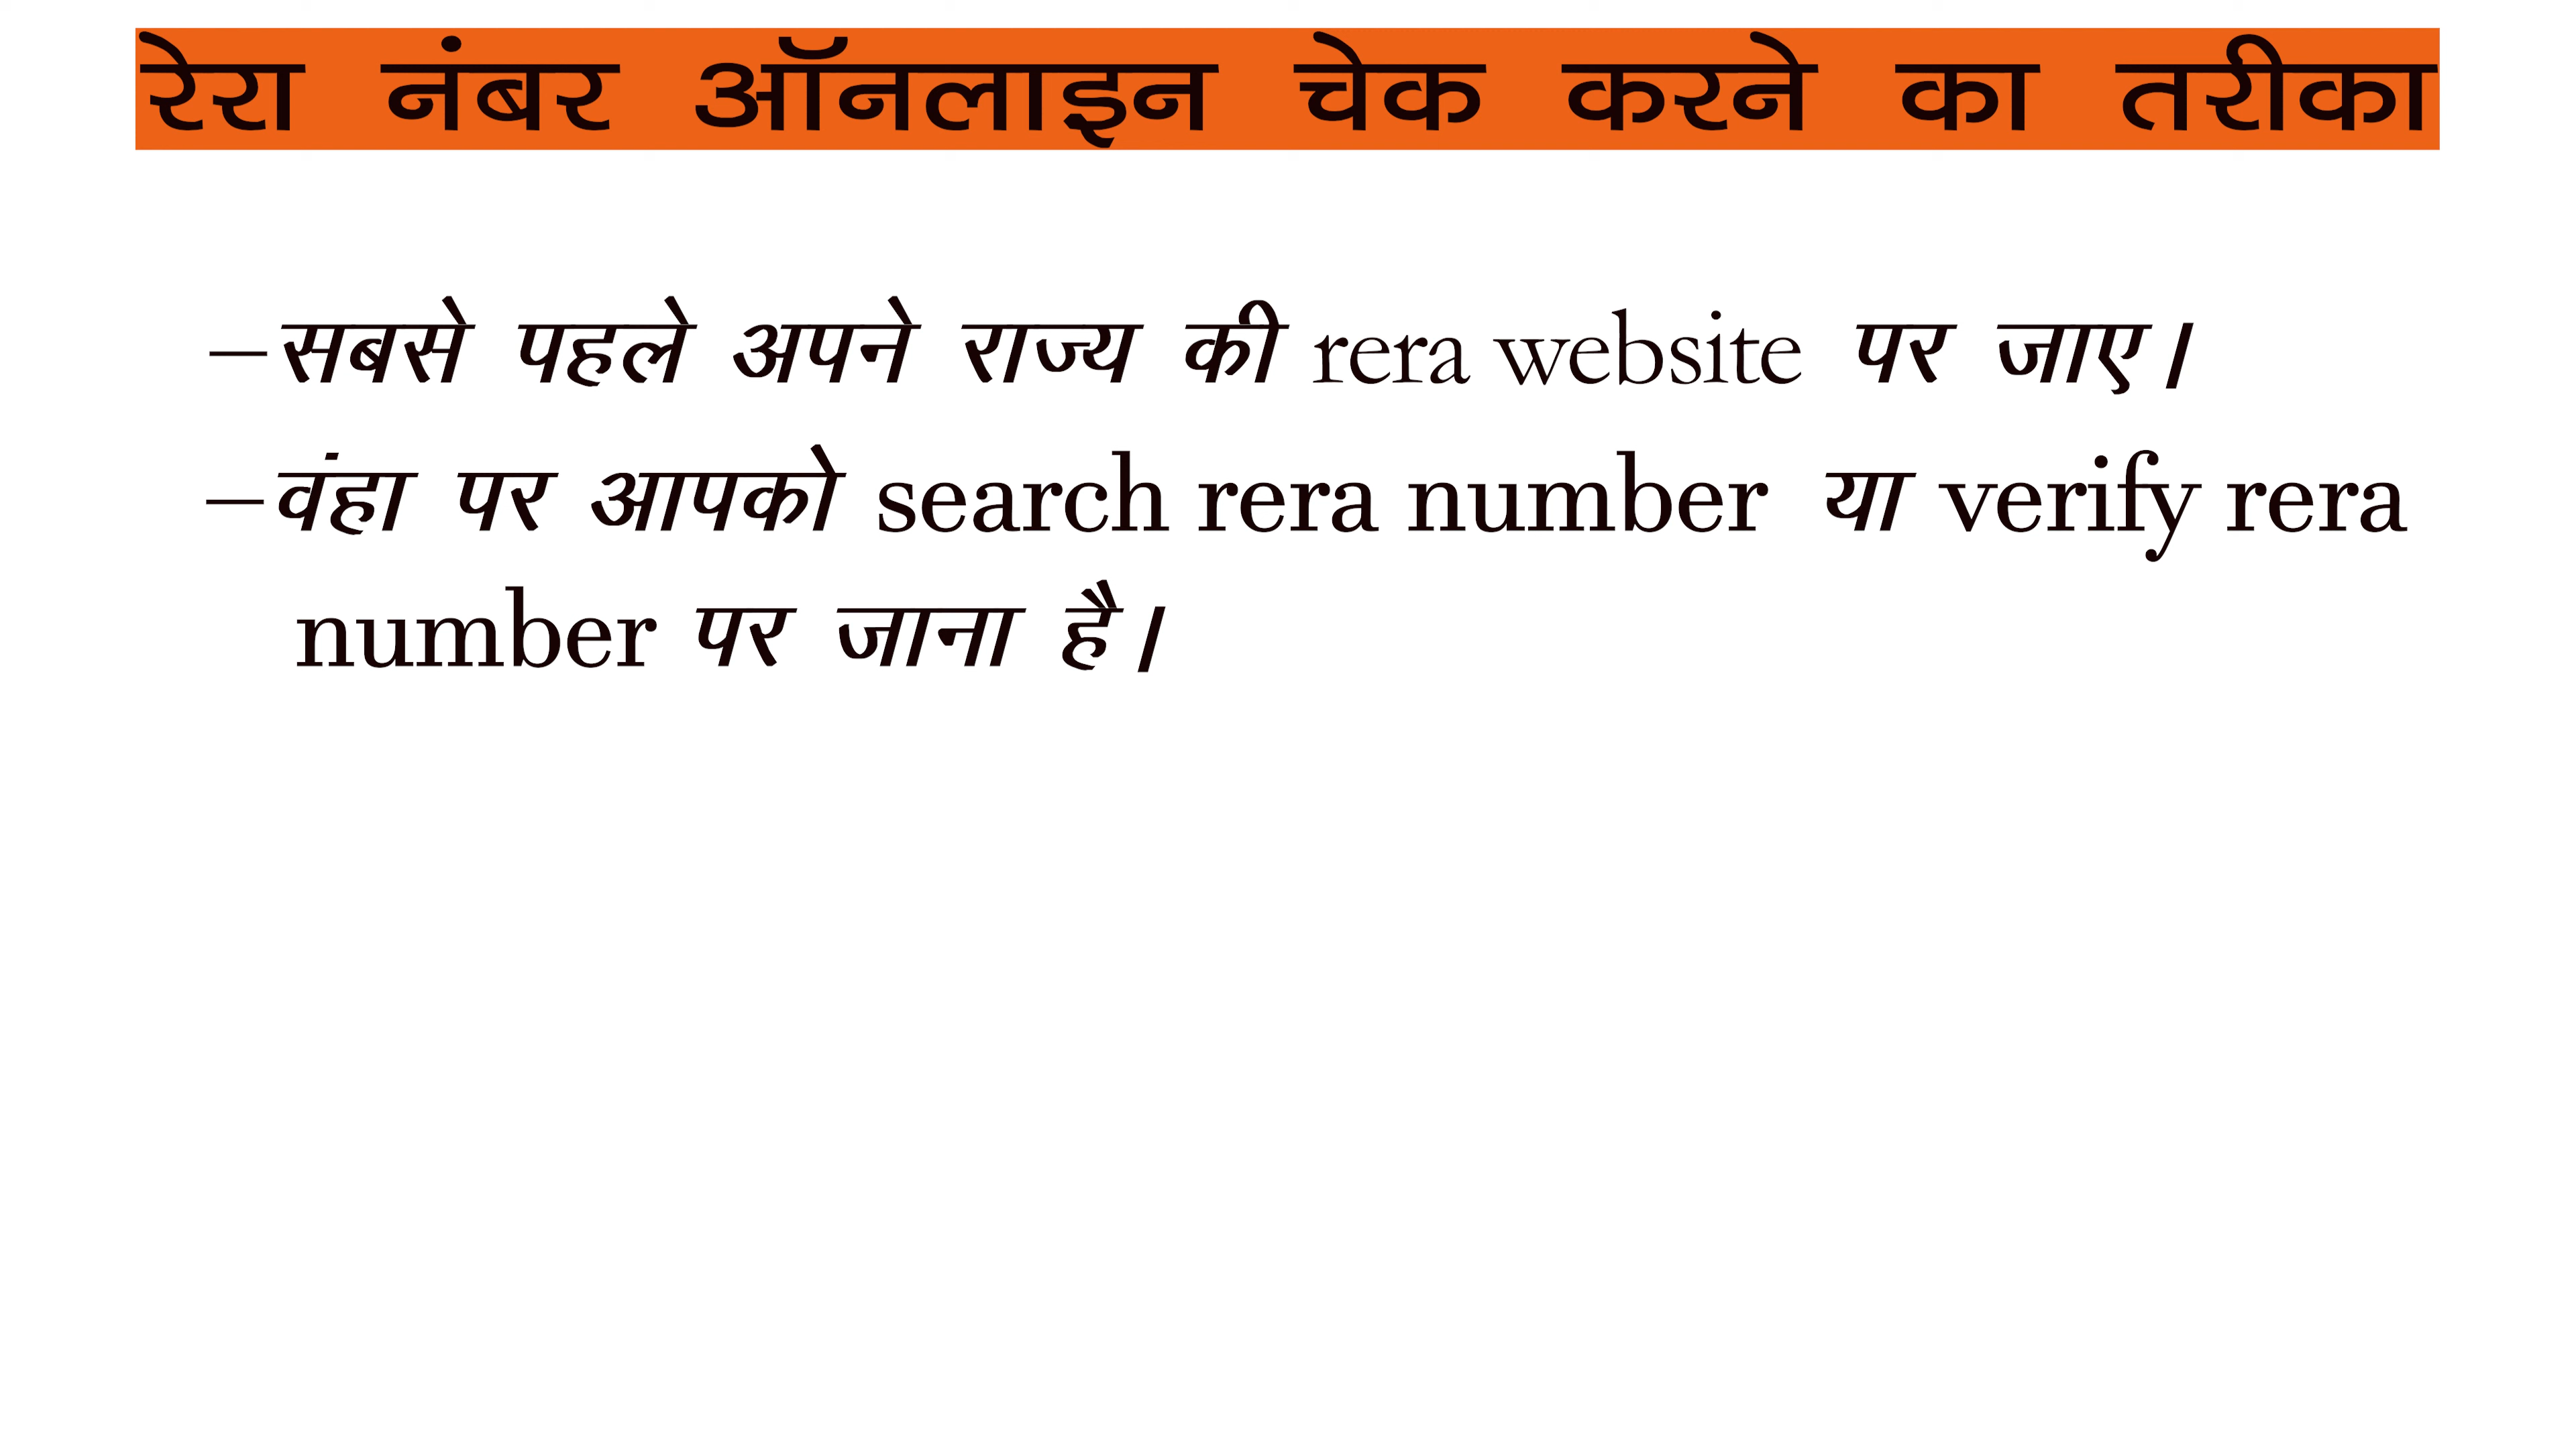 रेरा नंबर ऑनलाइन चेक करने का तरीका
–सबसे पहले अपने राज्य की rera website पर जाए।
–वंहा पर आपको search rera number या verify rera
number पर जाना है।